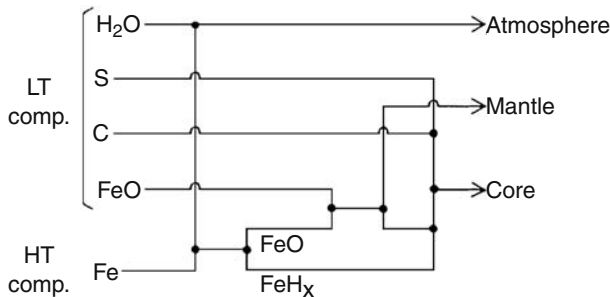 H₂O
Atmosphere
S
LT
comp.
Mantle
C
FeO
Core
FeO
HT
comp.
Fe
FeHₓ